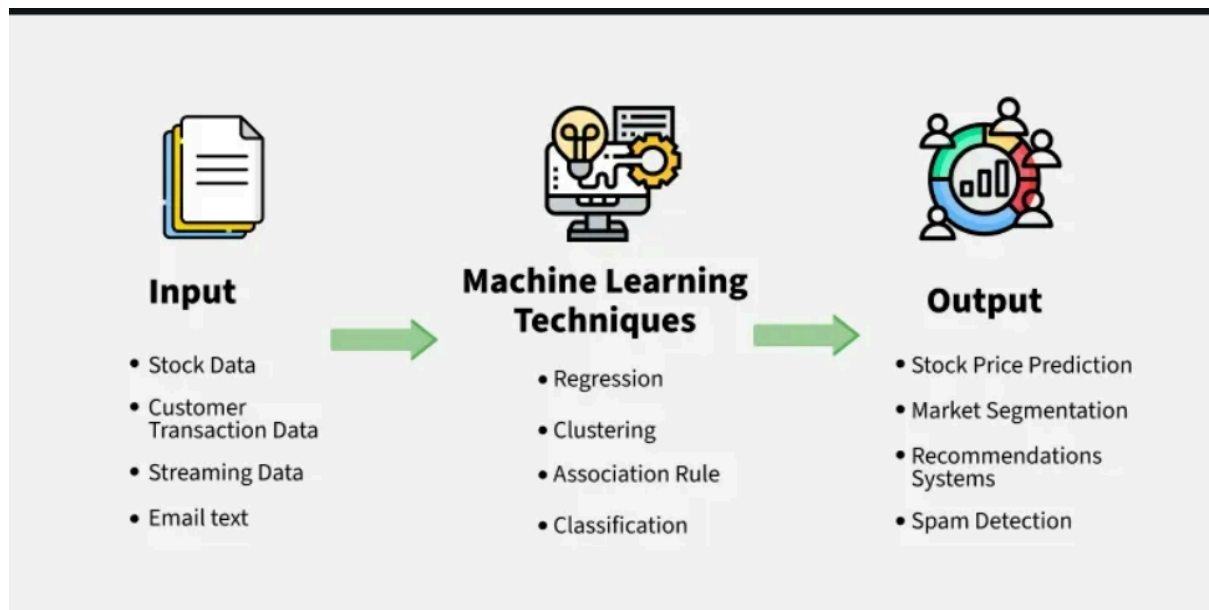 Input
• Stock Data
• Customer
Transaction Data
• Streaming Data
• Email text
Machine Learning
Techniques
• Regression
• Clustering
• Association Rule
• Classification
Output
• Stock Price Prediction
• Market Segmentation
• Recommendations
Systems
• Spam Detection